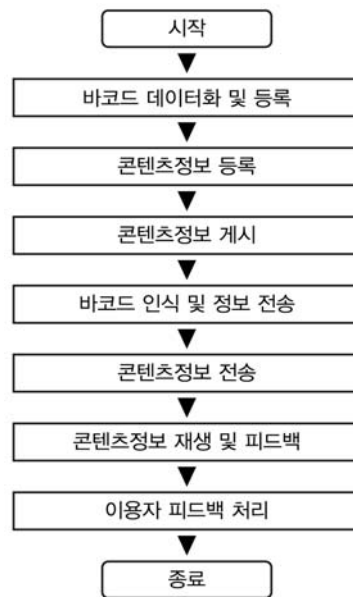 시작
바코드 데이터화 및 등록
콘텐츠정보 등록
콘텐츠정보 게시
바코드 인식 및 정보 전송
콘텐츠정보 전송
콘텐츠정보 재생 및 피드백
이용자 피드백 처리
종료